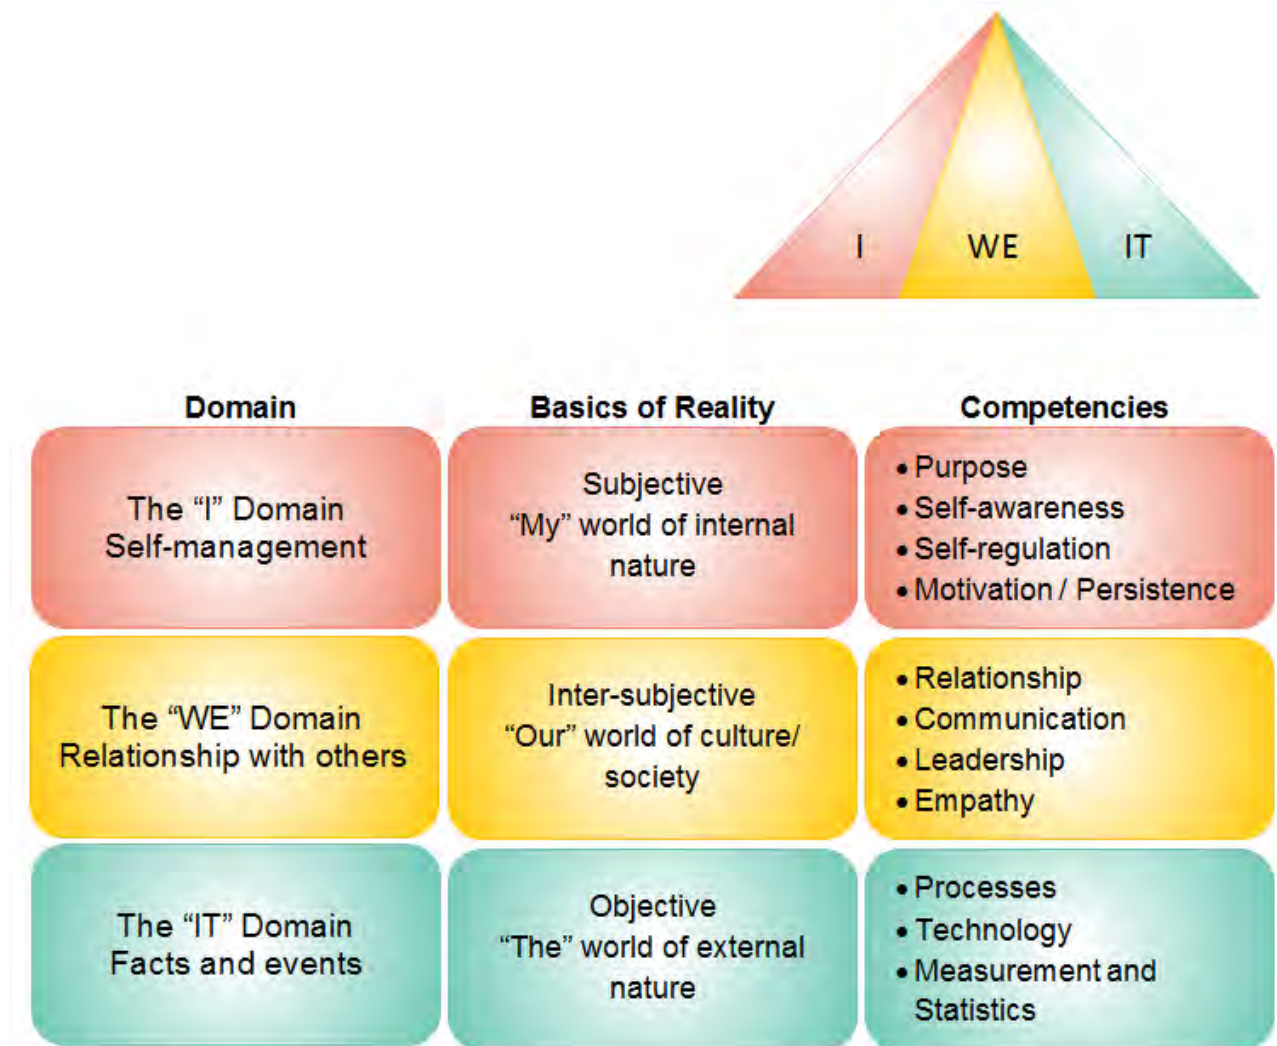 I
WE
IT
Domain
Basics of Reality
Competencies
The “I” Domain
Self-management
Subjective
“My” world of internal
nature
• Purpose
• Self-awareness
• Self-regulation
• Motivation / Persistence
The “WE” Domain
Relationship with others
Inter-subjective
“Our” world of culture/
society
• Relationship
• Communication
• Leadership
• Empathy
The “IT” Domain
Facts and events
Objective
“The” world of external
nature
• Processes
• Technology
• Measurement and
Statistics